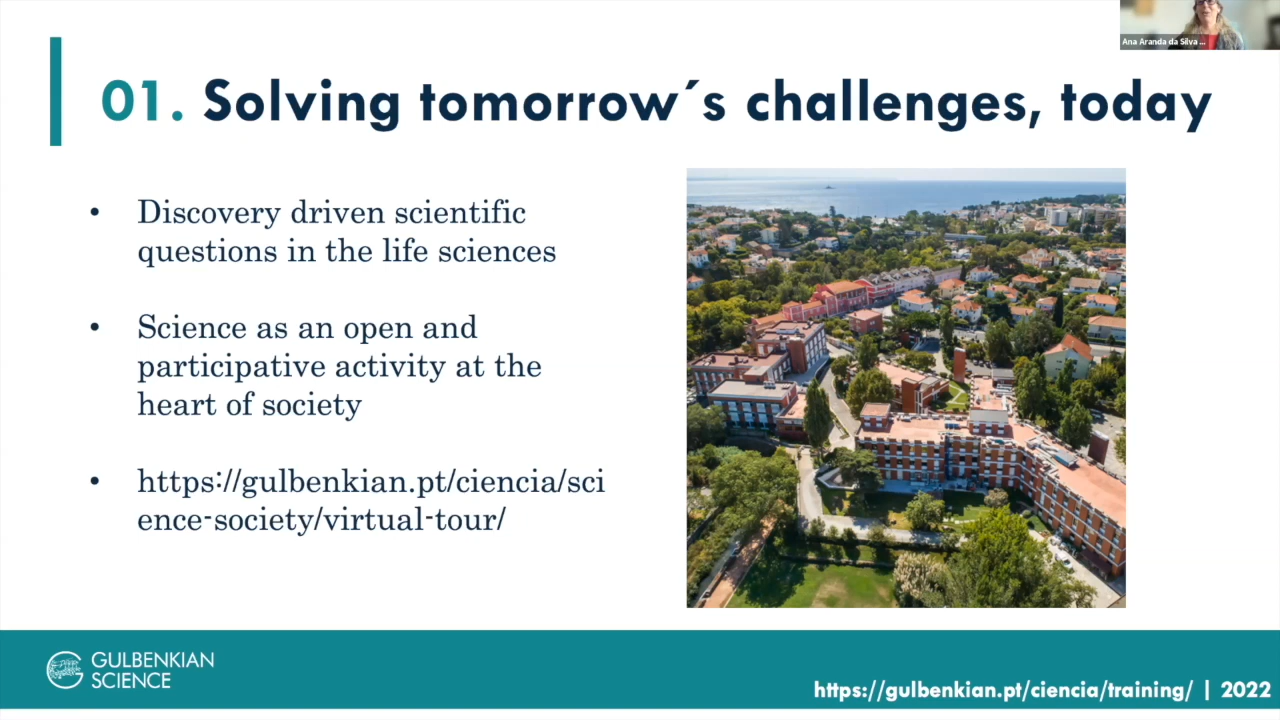 Ana Aranda da Silva ...
01. Solving tomorrow´s challenges, today
• Discovery driven scientific
questions in the life sciences
• Science as an open and
participative activity at the
heart of society
• https://gulbenkian.pt/ciencia/sci
ence-society/virtual-tour/
GULBENKIAN
SCIENCE
https://gulbenkian.pt/ciencia/training/ | 2022